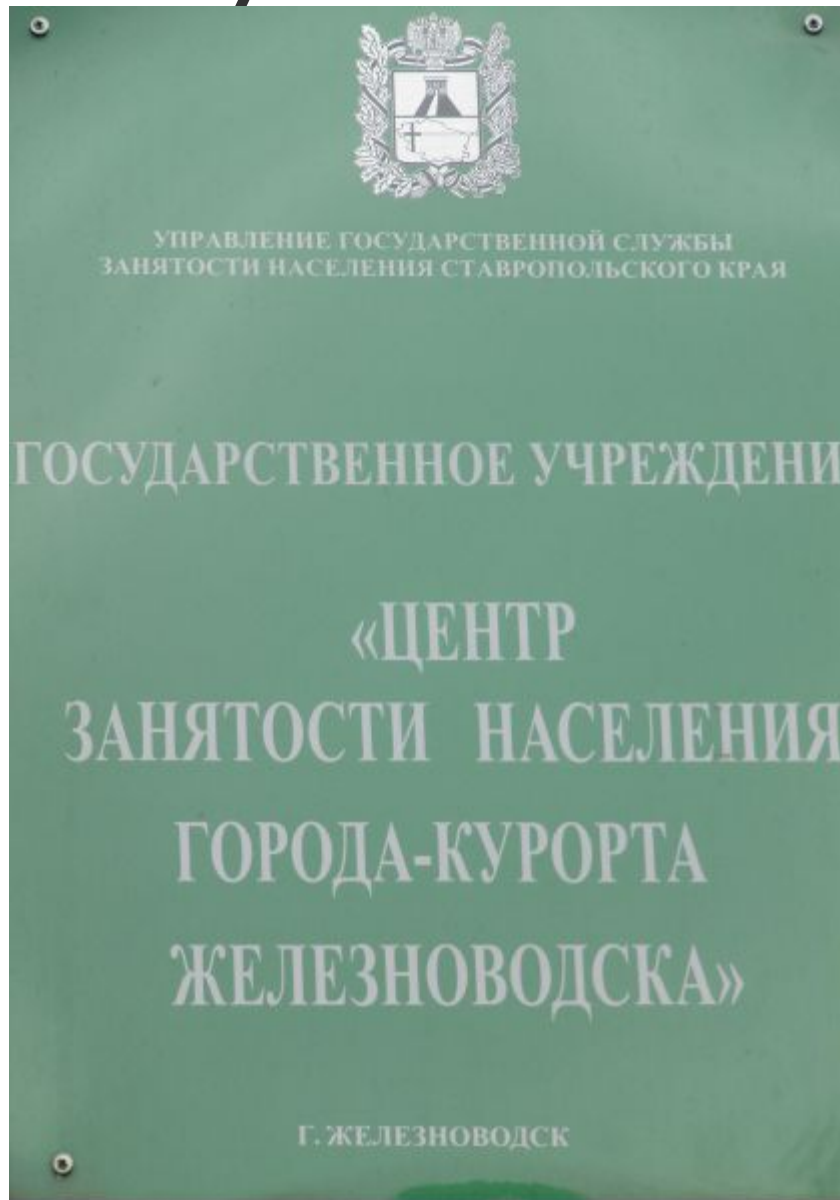 УПРАВЛЕНИЕ ГОСУДАРСТВЕННОЙ СЛУЖБЫ
ЗАНЯТОСТИ НАСЕЛЕНИЯ СТАВРОПОЛЬСКОГО КРАЯ
ГОСУДАРСТВЕННОЕ УЧРЕЖДЕНИ
«ЦЕНТР
ЗАНЯТОСТИ НАСЕЛЕНИЯ
ГОРОДА-КУРОРТА
ЖЕЛЕЗНОВОДСКА»
Г. ЖЕЛЕЗНОВОДСК